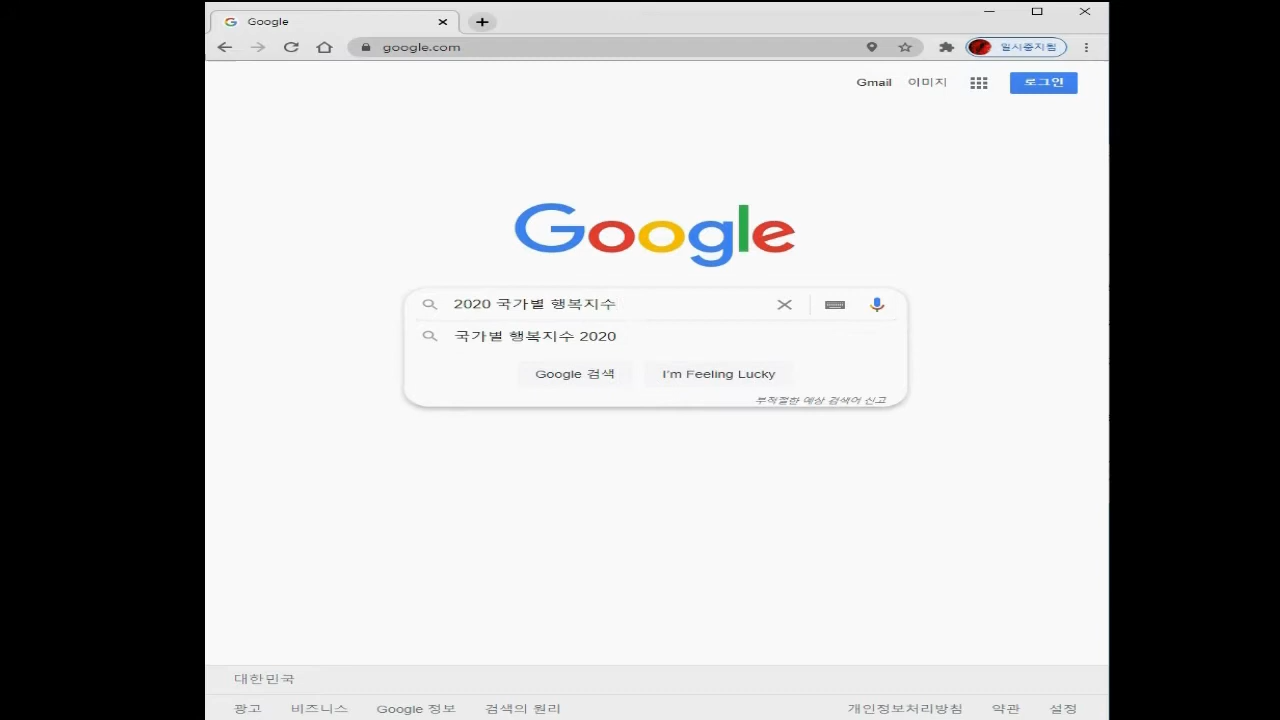 Google
google.com
일시중지됨
Gmail 이미지 로그인
Google
2020 국가별 행복지수
국가별 행복지수 2020
Google 검색 I'm Feeling Lucky
부적절한 예상 검색어 신고
대한민국
광고 비즈니스 Google 정보 검색의 원리 개인정보처리방침 약관 설정